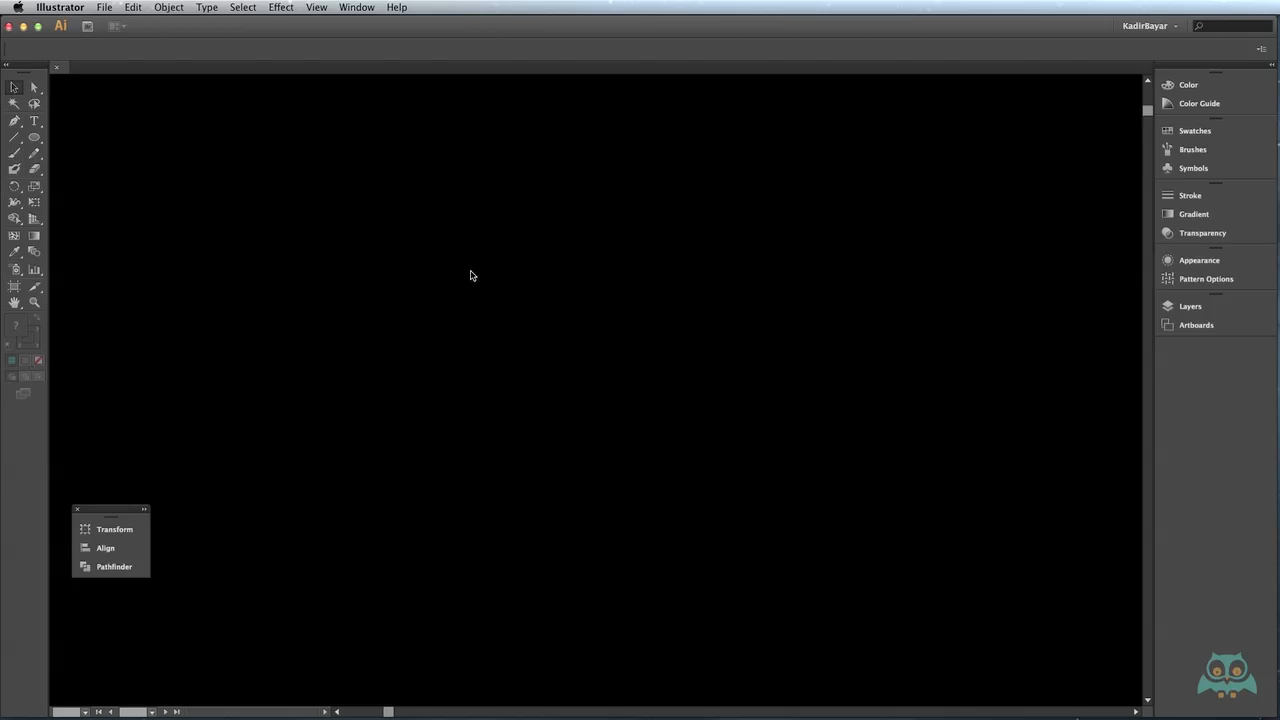 Illustrator File Edit Object Type Select Effect View Window Help
Ai KadirBayar
T
Color
Color Guide
Swatches
Brushes
Symbols
Stroke
Gradient
Transparency
Appearance
Pattern Options
Layers
Artboards
?
Transform
Align
Pathfinder